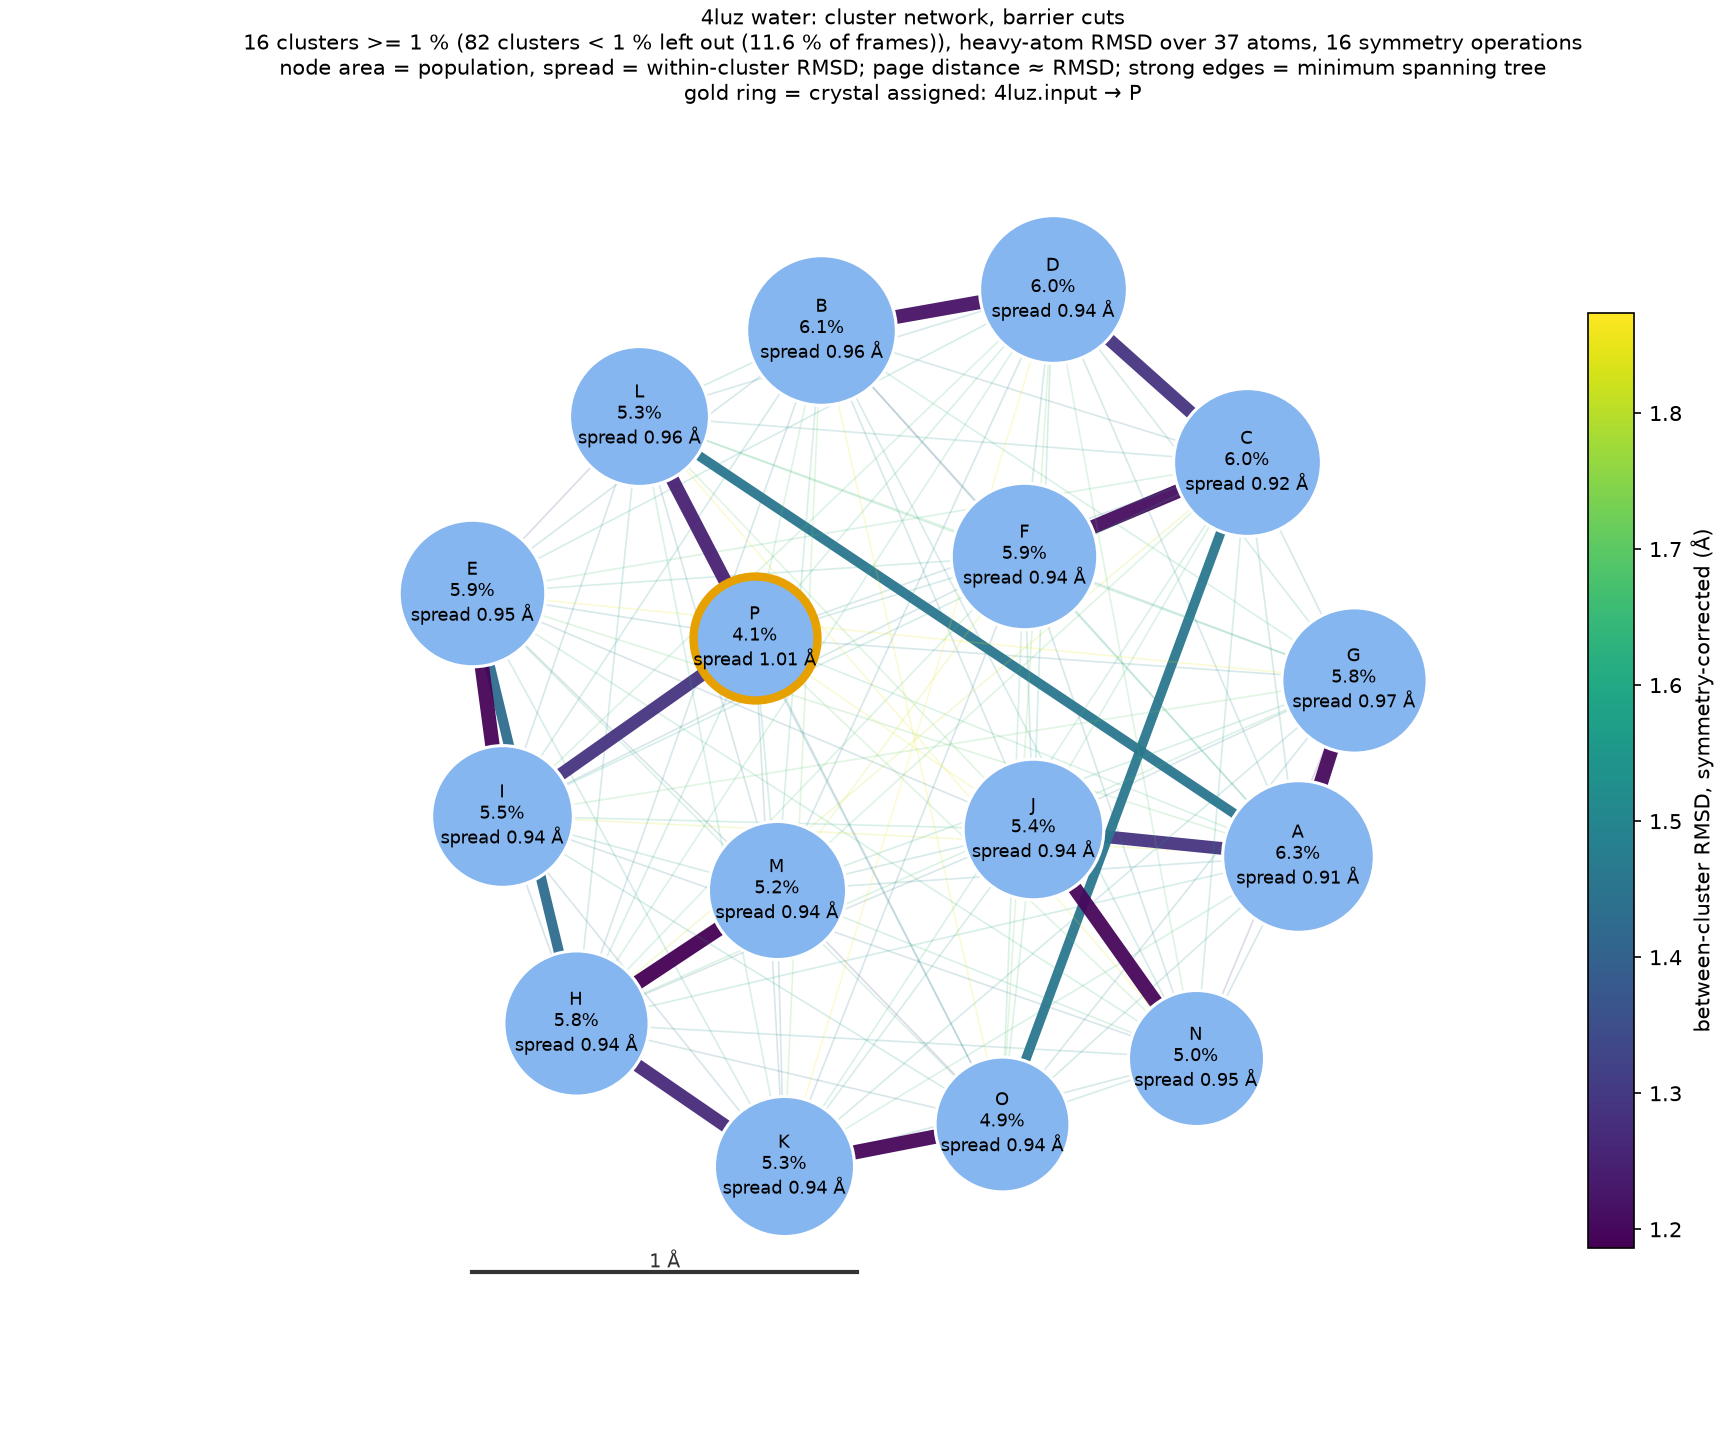 4luz water: cluster network, barrier cuts
16 clusters >= 1 % (82 clusters < 1 % left out (11.6 % of frames)), heavy-atom RMSD over 37 atoms, 16 symmetry operations
node area = population, spread = within-cluster RMSD; page distance ≈ RMSD; strong edges = minimum spanning tree
gold ring = crystal assigned: 4luz.input → P
D
6.0%
spread 0.94 Å
B
6.1%
spread 0.96 Å
L
5.3%
spread 0.96 Å
C
6.0%
spread 0.92 Å
F
5.9%
spread 0.94 Å
E
5.9%
spread 0.95 Å
P
4.1%
spread 1.01 Å
G
5.8%
spread 0.97 Å
I
5.5%
spread 0.94 Å
J
5.4%
spread 0.94 Å
A
6.3%
spread 0.91 Å
M
5.2%
spread 0.94 Å
H
5.8%
spread 0.94 Å
N
5.0%
spread 0.95 Å
O
4.9%
spread 0.94 Å
K
5.3%
spread 0.94 Å
1 Å
1.8
1.7
1.6
1.5
1.4
1.3
1.2
between-cluster RMSD, symmetry-corrected (Å)